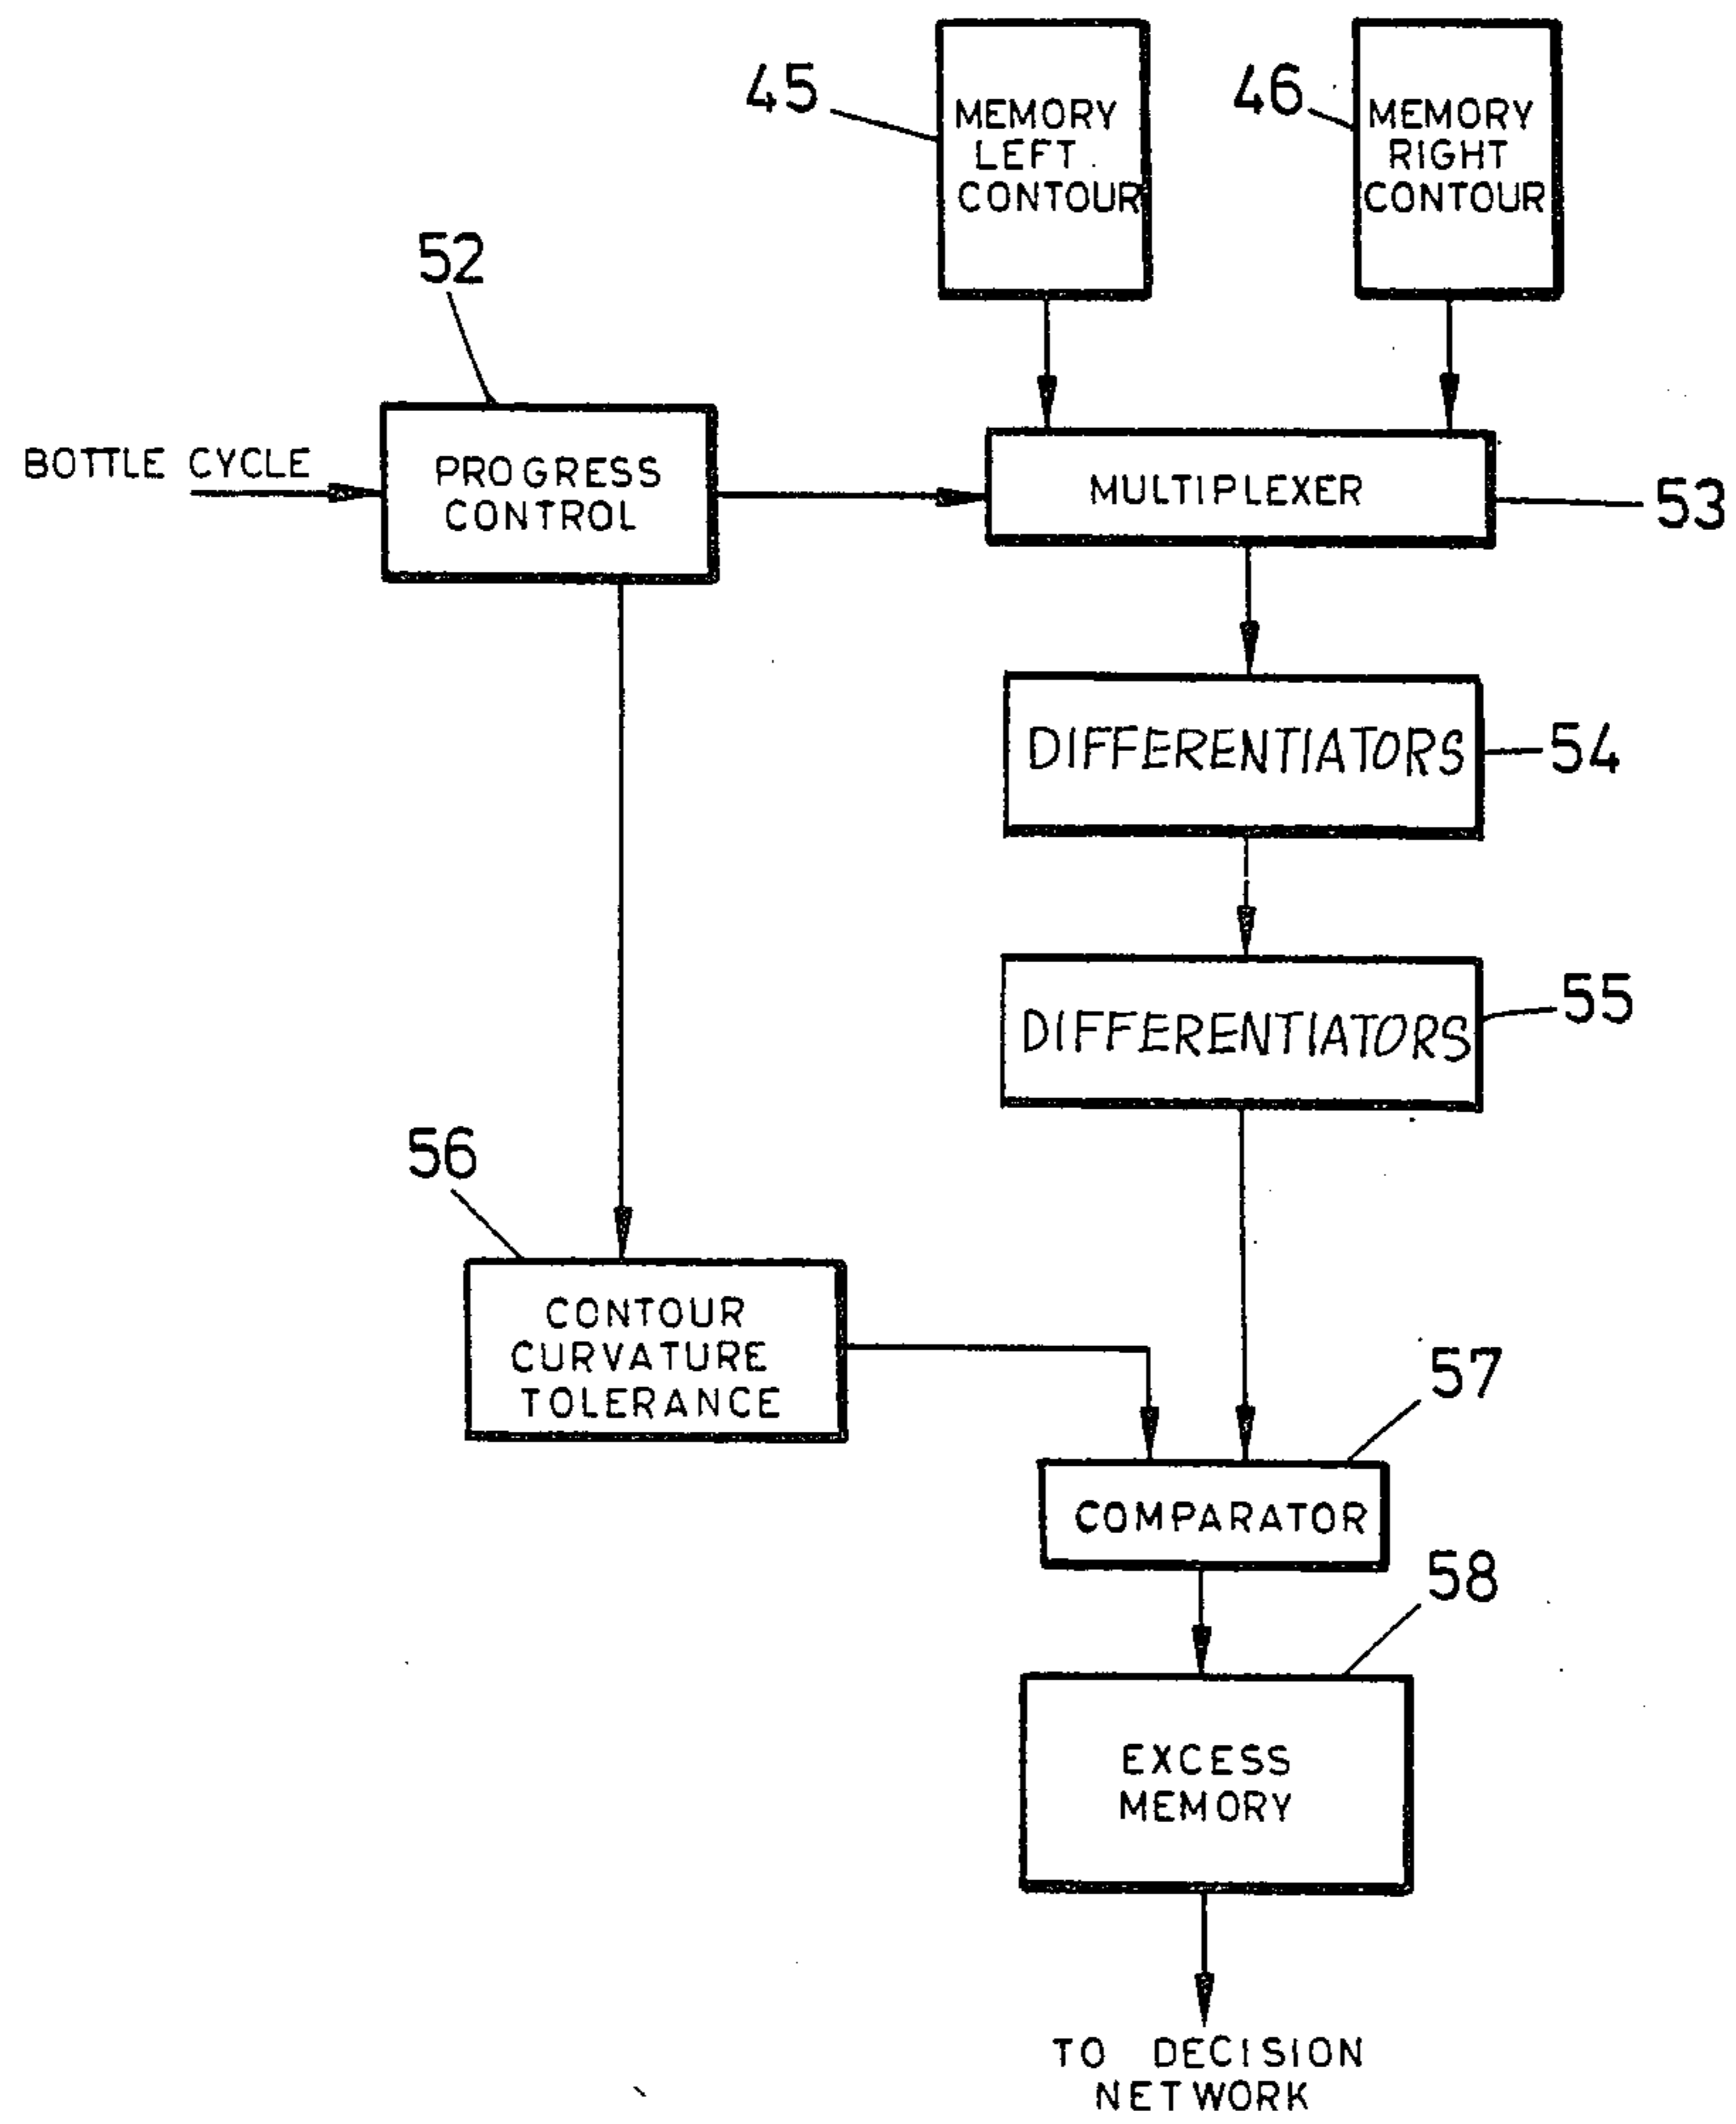 45
MEMORY
LEFT
CONTOUR
46
MEMORY
RIGHT
CONTOUR
52
BOTTLE CYCLE
PROGRESS
CONTROL
MULTIPLEXER
53
DIFFERENTIATORS
54
DIFFERENTIATORS
55
56
CONTOUR
CURVATURE
TOLERANCE
57
COMPARATOR
58
EXCESS
MEMORY
TO DECISION
NETWORK